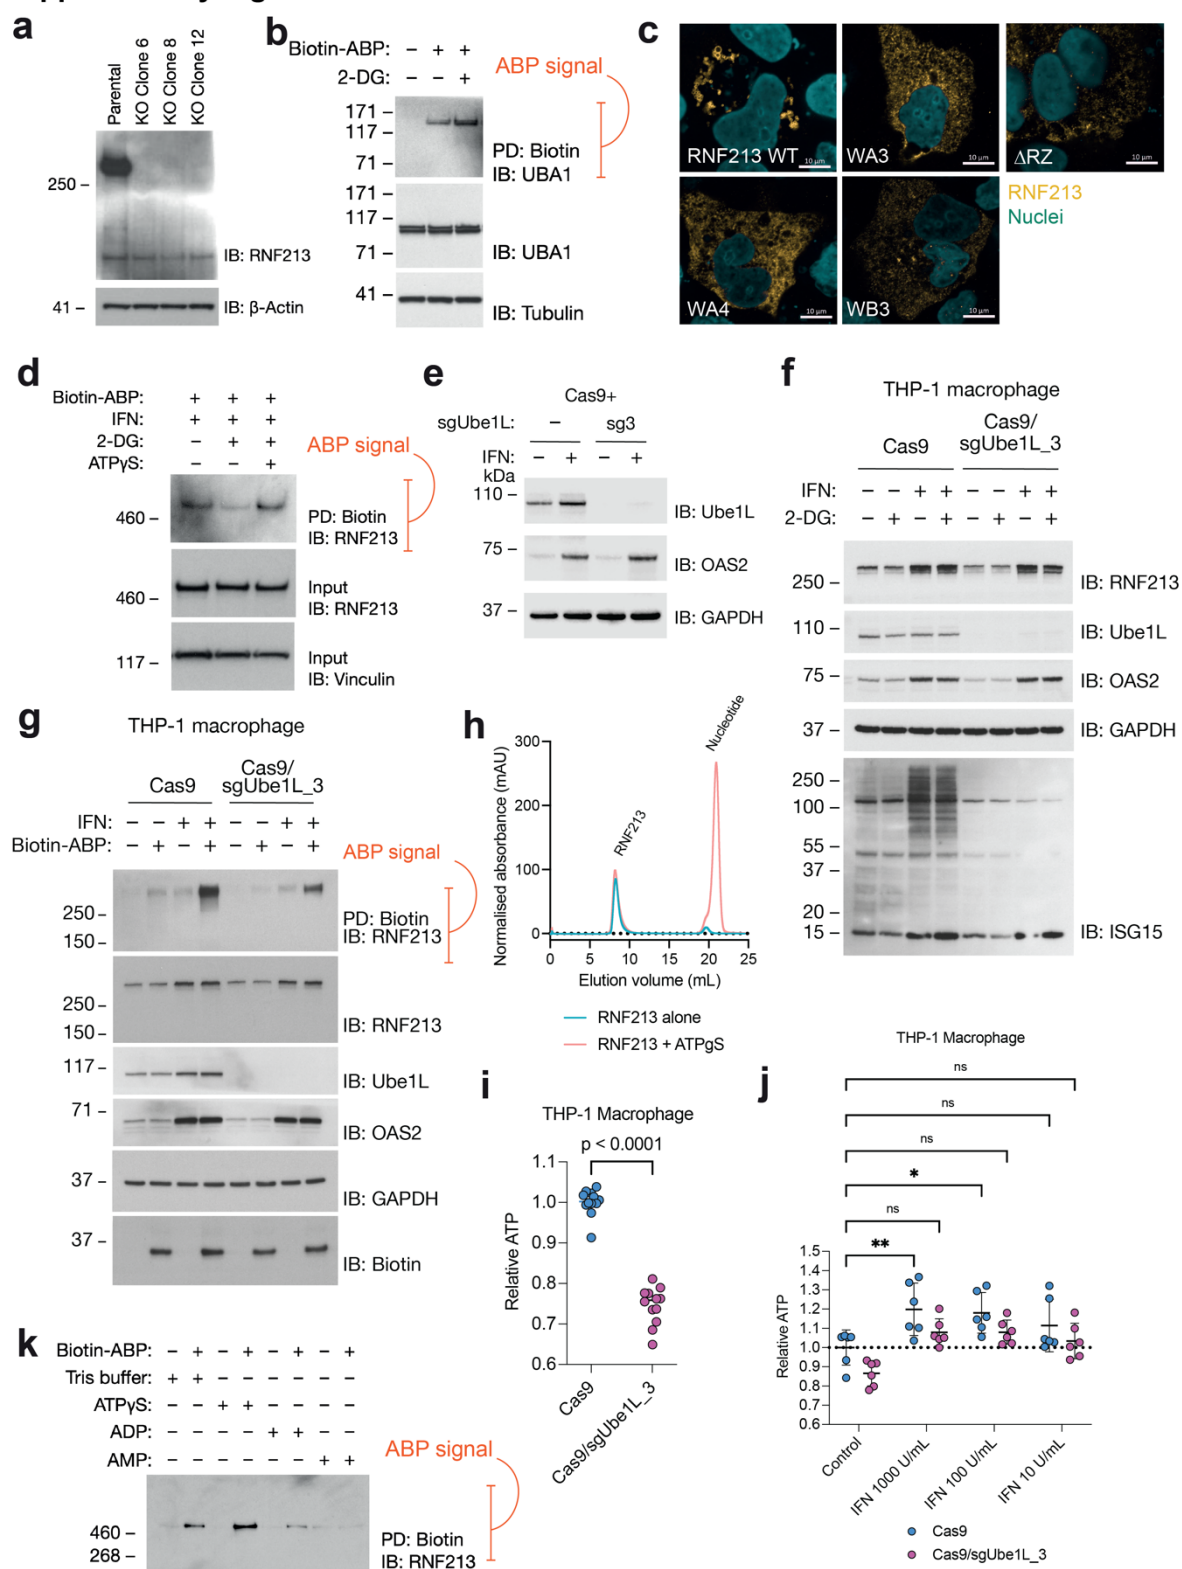 a
Parental
KO Clone 6
KO Clone 8
KO Clone 12
250 –
IB: RNF213
41 –
IB: β-Actin
b
Biotin-ABP: – + +
2-DG: – – +
ABP signal
171 –
117 –
71 –
PD: Biotin
IB: UBA1
171 –
117 –
71 –
IB: UBA1
41 –
IB: Tubulin
c
RNF213 WT
10 μm
WA3
10 μm
ΔRZ
10 μm
WA4
10 μm
WB3
10 μm
RNF213
Nuclei
d
Biotin-ABP: + + +
IFN: + + +
2-DG: – + +
ATPγS: – – +
ABP signal
460 –
PD: Biotin
IB: RNF213
460 –
Input
IB: RNF213
117 –
Input
IB: Vinculin
e
Cas9+
sgUbe1L: – sg3
IFN: – + – +
kDa
110 –
IB: Ube1L
75 –
IB: OAS2
37 –
IB: GAPDH
f
THP-1 macrophage
Cas9
Cas9/
sgUbe1L_3
IFN: – – + + – – + +
2-DG: – + – + – + – +
250 –
IB: RNF213
110 –
IB: Ube1L
75 –
IB: OAS2
37 –
IB: GAPDH
250 –
100 –
55 –
37 –
20 –
15 –
IB: ISG15
g
THP-1 macrophage
Cas9
Cas9/
sgUbe1L_3
IFN: – – + + – – + +
Biotin-ABP: – + – + – + – +
ABP signal
250 –
150 –
PD: Biotin
IB: RNF213
250 –
150 –
IB: RNF213
117 –
IB: Ube1L
71 –
IB: OAS2
37 –
IB: GAPDH
37 –
IB: Biotin
h
Normalised absorbance (mAU)
300
200
100
0
RNF213
Nucleotide
0 5 10 15 20 25
Elution volume (mL)
RNF213 alone
RNF213 + ATPgS
i
THP-1 Macrophage
p < 0.0001
Relative ATP
1.1
1.0
0.9
0.8
0.7
0.6
Cas9
Cas9/sgUbe1L_3
j
THP-1 Macrophage
ns
ns
ns
*
ns
**
Relative ATP
1.5
1.4
1.3
1.2
1.1
1.0
0.9
0.8
0.7
0.6
Control
IFN 1000 U/mL
IFN 100 U/mL
IFN 10 U/mL
Cas9
Cas9/sgUbe1L_3
k
Biotin-ABP: – + – + – + – +
Tris buffer: + + – – – – – –
ATPγS: – – + + – – – –
ADP: – – – – + + – –
AMP: – – – – – – + +
ABP signal
460 –
268 –
PD: Biotin
IB: RNF213